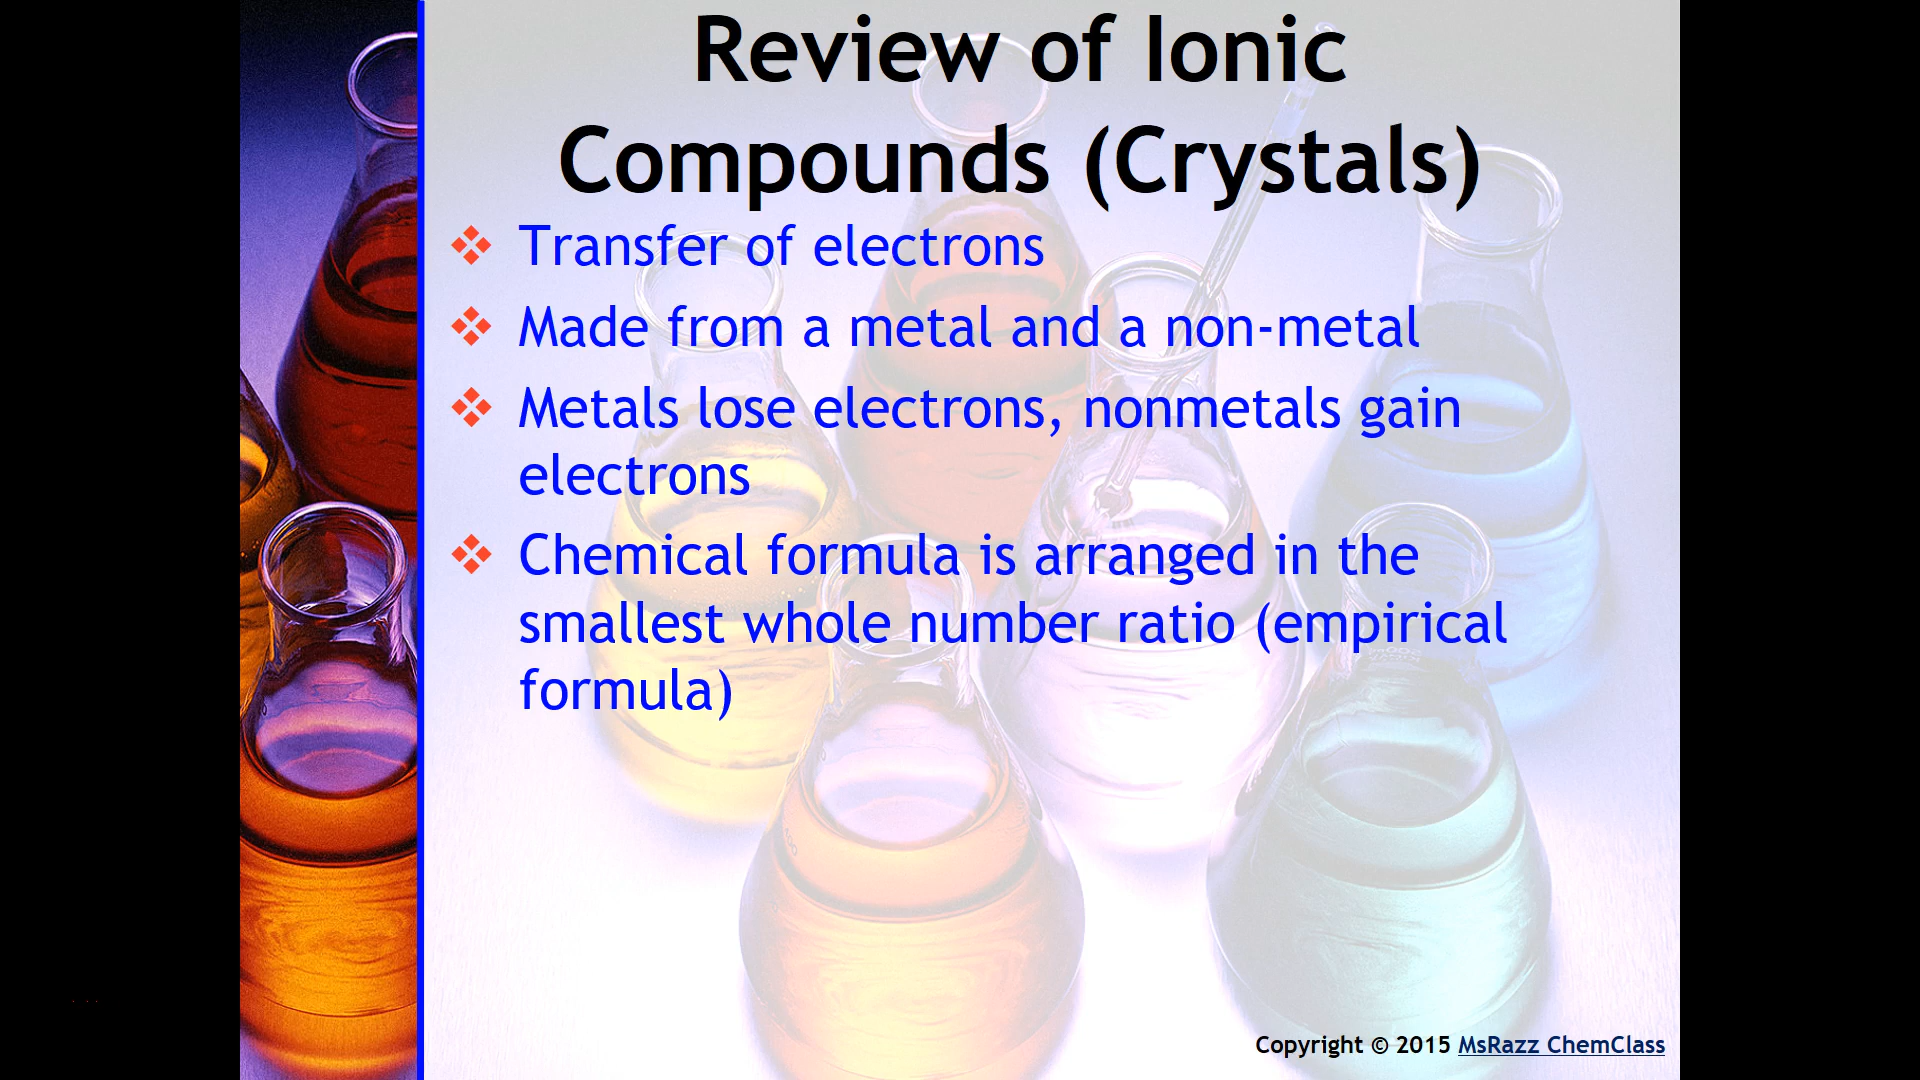 Review of Ionic
Compounds (Crystals)
Transfer of electrons
Made from a metal and a non-metal
Metals lose electrons, nonmetals gain
electrons
Chemical formula is arranged in the
smallest whole number ratio (empirical
formula)
Copyright © 2015 MsRazz ChemClass